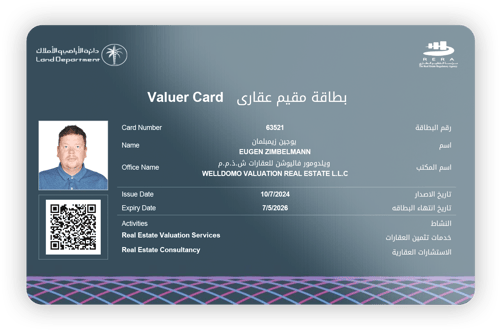 دائرة الأراضي والأملاك
Land Department
RERA
Valuer Card بطاقة مقيم عقارى
Card Number 63521 رقم البطاقة
Name يوجين زيمبلمان اسم
EUGEN ZIMBELMANN
Office Name ويلدومور فاليوشن للعقارات ش.ذ.م.م اسم المكتب
WELLDOMO VALUATION REAL ESTATE L.L.C
Issue Date 10/7/2024 تاريخ الاصدار
Expiry Date 7/5/2026 تاريخ انتهاء البطاقه
Activities النشاط
Real Estate Valuation Services خدمات تثمين العقارات
Real Estate Consultancy الاستشارات العقارية